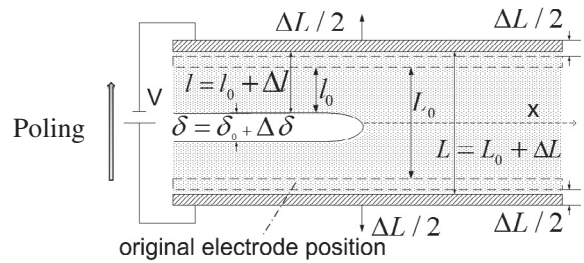 ΔL / 2
ΔL / 2
V
l = l₀ + Δl
l₀
L₀
x
Poling
δ = δ₀ + Δ δ
L = L₀ + ΔL
ΔL / 2
ΔL / 2
original electrode position